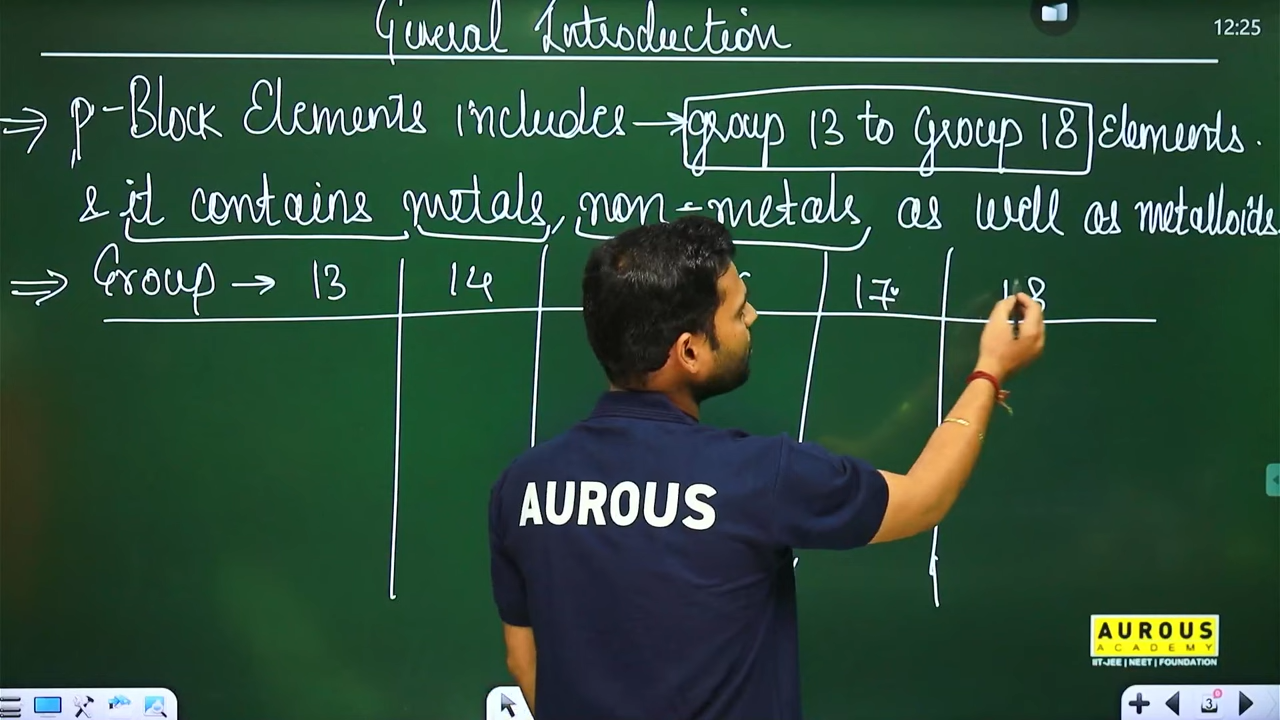 General Introduction
12:25
⇒ p-Block Elements includes → group 13 to Group 18 Elements.
& it contains metals, non-metals, as well as metalloids
⇒ Group → 13 14 17 18
AUROUS
AUROUS
ACADEMY
IIT-JEE | NEET | FOUNDATION
3